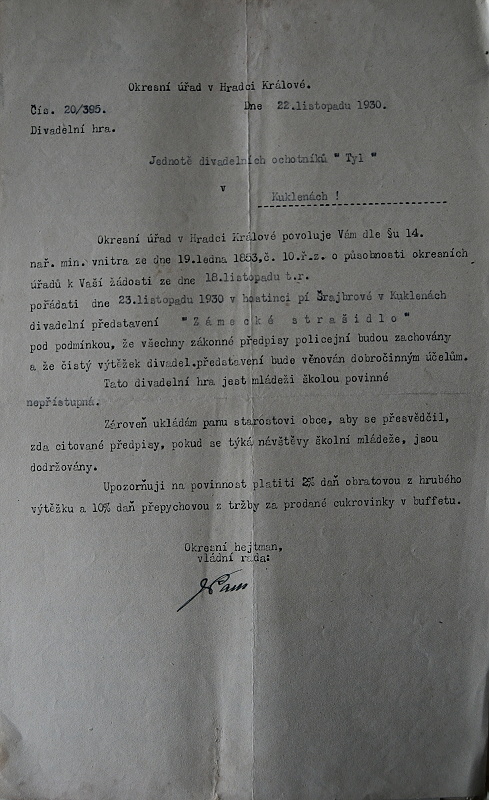 Okresní úřad v Hradci Králové.
Čís. 20/395. Dne 22.listopadu 1930.
Divadelní hra.
Jednotě divadelních ochotníků " Tyl "
v
Kuklenách !
Okresní úřad v Hradci Králové povoluje Vám dle §u 14.
nař. min. vnitra ze dne 19.ledna 1853,č. 10.ř.z. o působnosti okresních
úřadů k Vaší žádosti ze dne 18.listopadu t.r.
pořádati dne 23.listopadu 1930 v hostinci pí Šrajbrové v Kuklenách
divadelní představení " Z á m e c k é s t r a š i d l o "
pod podmínkou, že všechny zákonné předpisy policejní budou zachovány
a že čistý výtěžek divadel.představení bude věnován dobročinným účelům.
Tato divadelní hra jest mládeži školou povinné
nepřístupná.
Zároveň ukládám panu starostovi obce, aby se přesvědčil,
zda citované předpisy, pokud se týká návštěvy školní mládeže, jsou
dodržovány.
Upozorňuji na povinnost platiti 2% daň obratovou z hrubého
výtěžku a 10% daň přepychovou z tržby za prodané cukrovinky v buffetu.
Okresní hejtman,
vládní rada: